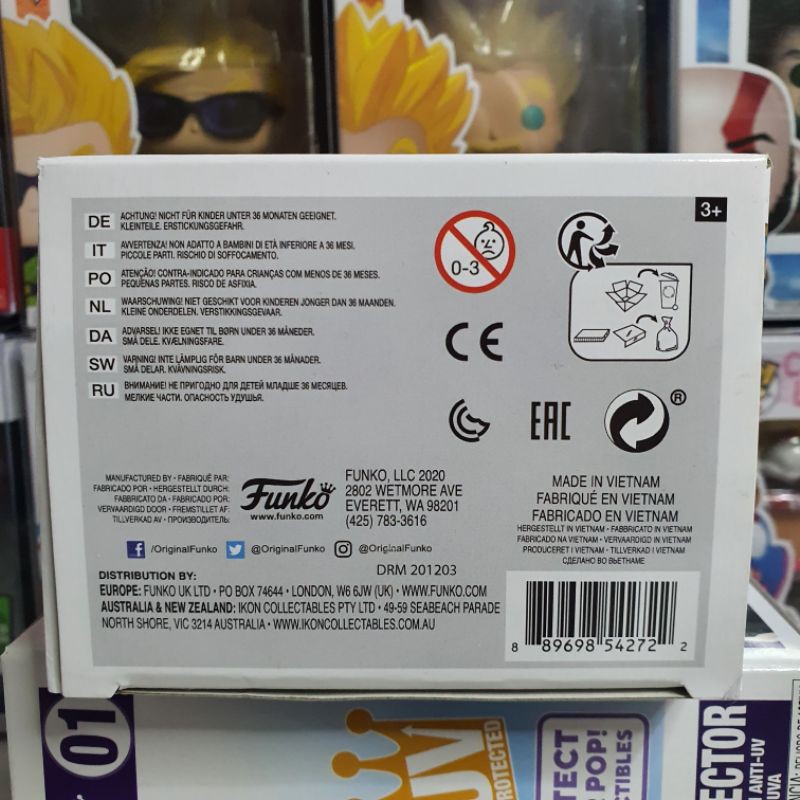 3+
DE ACHTUNG! NICHT FÜR KINDER UNTER 36 MONATEN GEEIGNET.
KLEINTEILE. ERSTICKUNGSGEFAHR.
IT AVVERTENZA! NON ADATTO A BAMBINI DI ETÀ INFERIORE A 36 MESI.
PICCOLE PARTI. RISCHIO DI SOFFOCAMENTO.
PO ATENÇÃO! CONTRA-INDICADO PARA CRIANÇAS COM MENOS DE 36 MESES.
PEQUENAS PARTES. RISCO DE ASFIXIA.
NL WAARSCHUWING! NIET GESCHIKT VOOR KINDEREN JONGER DAN 36 MAANDEN.
KLEINE ONDERDELEN. VERSTIKKINGSGEVAAR.
DA ADVARSEL! IKKE EGNET TIL BØRN UNDER 36 MÅNEDER.
SMÅ DELE. KVÆLNINGSFARE.
SW VARNING! INTE LÄMPLIG FÖR BARN UNDER 36 MÅNADER.
SMÅ DELAR. KVÄVNINGSRISK.
RU ВНИМАНИЕ! НЕ ПРИГОДНО ДЛЯ ДЕТЕЙ МЛАДШЕ 36 МЕСЯЦЕВ.
МЕЛКИЕ ЧАСТИ. ОПАСНОСТЬ УДУШЬЯ.
0-3
CE
EAC
®
MANUFACTURED BY • FABRIQUÉ PAR:
FABRICADO POR • HERGESTELLT DURCH:
FABBRICATO DA • FABRICADO POR:
VERVAARDIGD DOOR • FREMSTILLET AF:
TILLVERKAD AV • ПРОИЗВОДИТЕЛЬ:
Funko
www.funko.com
FUNKO, LLC 2020
2802 WETMORE AVE
EVERETT, WA 98201
(425) 783-3616
MADE IN VIETNAM
FABRIQUÉ EN VIETNAM
FABRICADO EN VIETNAM
HERGESTELLT IN VIETNAM • FABBRICATO IN VIETNAM
FABRICADO NA VIETNAM • VERVAARDIGD IN VIETNAM
PRODUCERET I VIETNAM • TILLVERKAD I VIETNAM
СДЕЛАНО ВО ВЬЕТНАМЕ
/OriginalFunko @OriginalFunko @OriginalFunko
DRM 201203
DISTRIBUTION BY:
EUROPE: FUNKO UK LTD • PO BOX 74644 • LONDON, W6 6JW (UK) • WWW.FUNKO.COM
AUSTRALIA & NEW ZEALAND: IKON COLLECTABLES PTY LTD • 49-59 SEABEACH PARADE
NORTH SHORE, VIC 3214 AUSTRALIA • WWW.IKONCOLLECTABLES.COM.AU
8 89698 54272 2
01
UV
PROTECTED
TECT
POP!
TIBLES
ECTOR
ANTI-UV
UVA